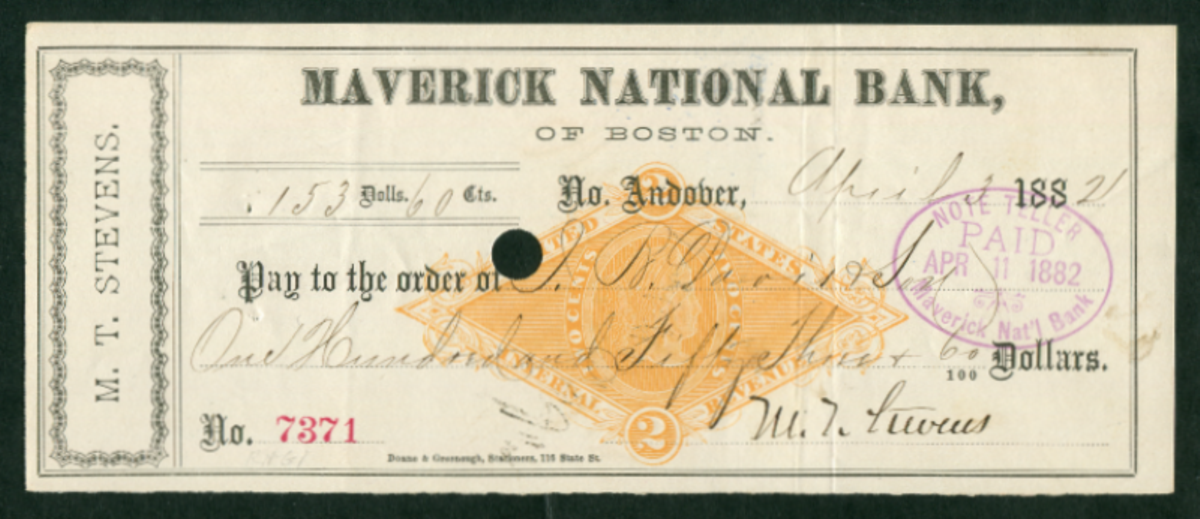 MAVERICK NATIONAL BANK,
OF BOSTON.
M. T. STEVENS.
153 Dolls. 60 Cts.
No. Andover, April 1882
NOTE TELLER
PAID
APR 11 1882
Maverick Nat'l Bank
Pay to the order of B. Davis & Son
One Hundred and Fifty Three & 60/100 Dollars.
UNITED STATES
INTERNAL REVENUE
2
2
No. 7371
M. T. Stevens
Doane & Greenough, Stationers, 116 State St.